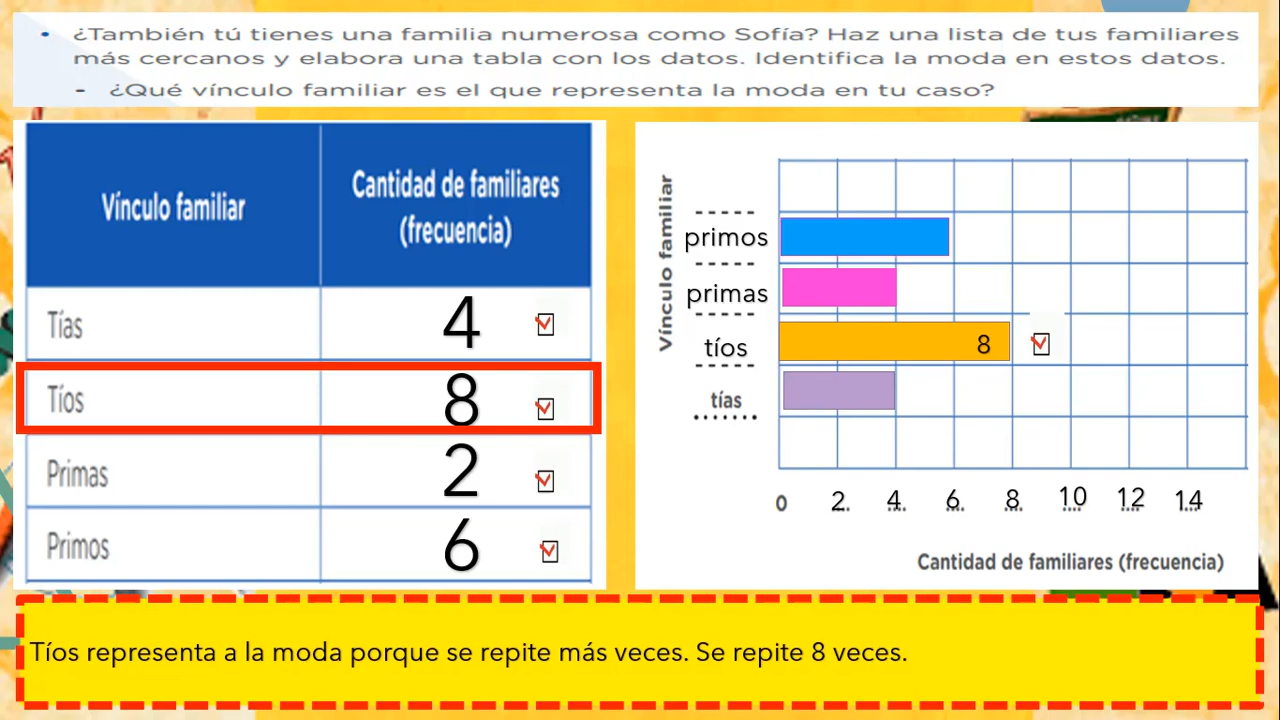 • ¿También tú tienes una familia numerosa como Sofía? Haz una lista de tus familiares
más cercanos y elabora una tabla con los datos. Identifica la moda en estos datos.
- ¿Qué vínculo familiar es el que representa la moda en tu caso?
Vínculo familiar
Cantidad de familiares
(frecuencia)
Tías 4
Tíos 8
Primas 2
Primos 6
Vínculo familiar
primos
primas
tíos 8
tías
0 2 4 6 8 10 12 14
Cantidad de familiares (frecuencia)
Tíos representa a la moda porque se repite más veces. Se repite 8 veces.